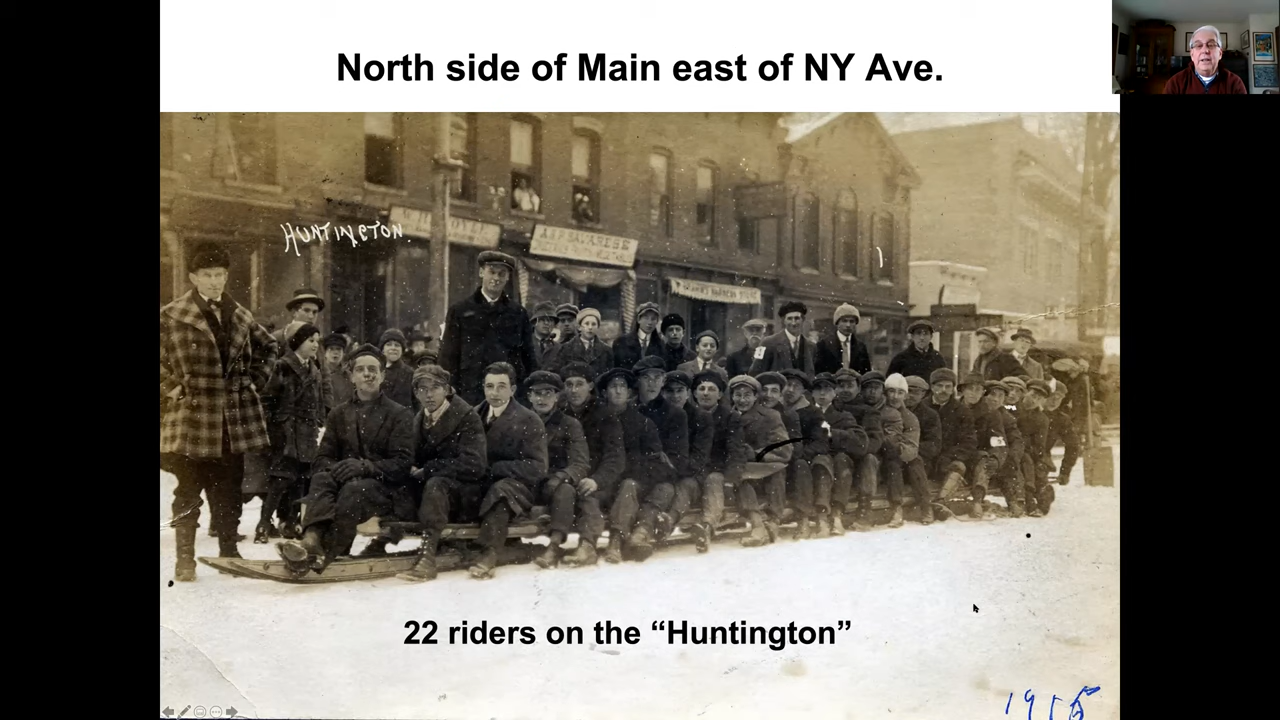 North side of Main east of NY Ave.
HUNTINGTON.
22 riders on the “Huntington”
1915